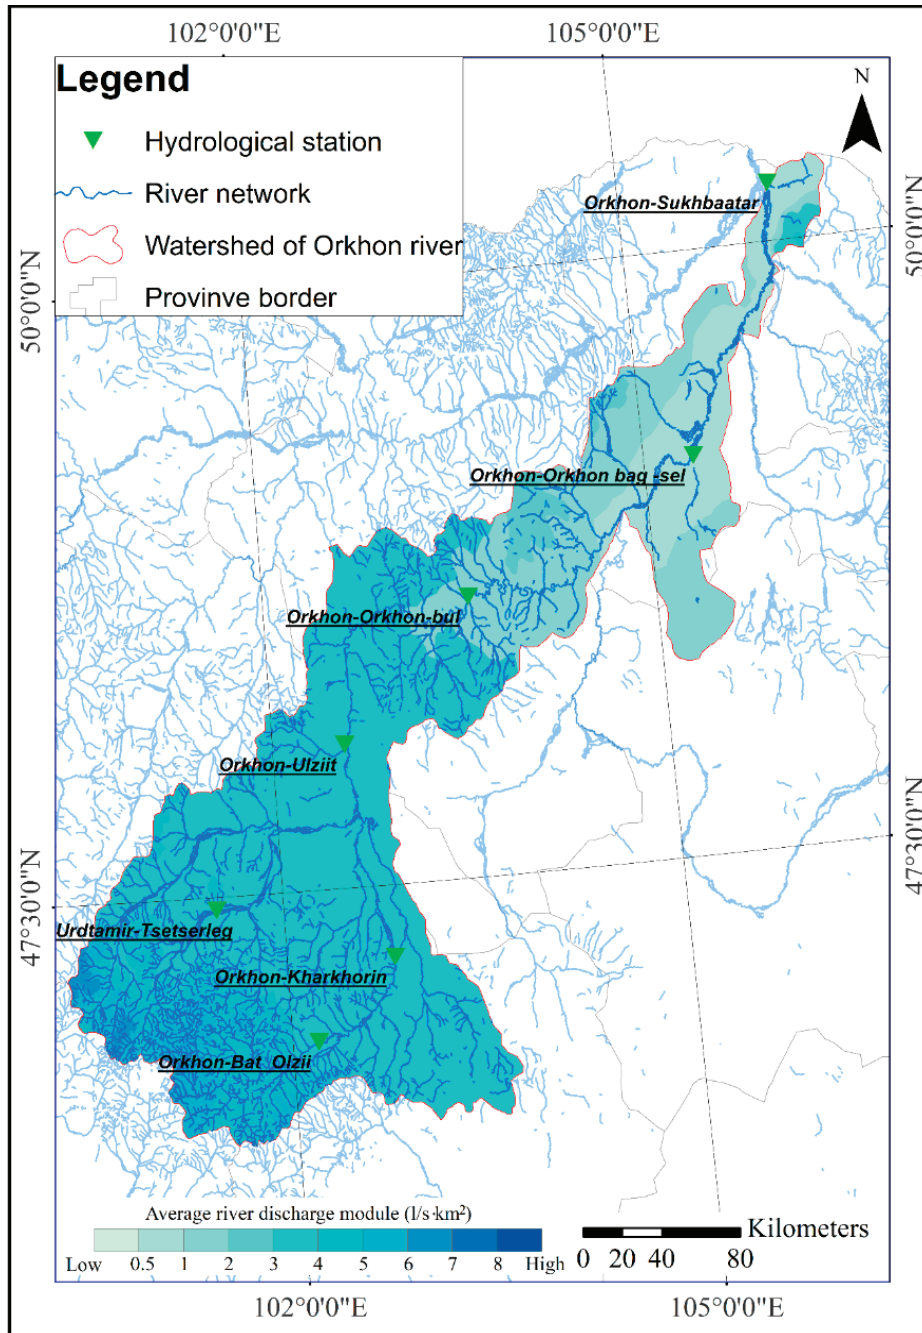 102°0'0"E 105°0'0"E
Legend
Hydrological station
River network
Watershed of Orkhon river
Provinve border
N
Orkhon-Sukhbaatar
50°0'0"N
50°0'0"N
Orkhon-Orkhon bag -sel
Orkhon-Orkhon-bul
Orkhon-Ulziit
47°30'0"N
47°30'0"N
Urdtamir-Tsetserleg
Orkhon-Kharkhorin
Orkhon-Bat Olzii
Average river discharge module (l/s·km²)
Low 0.5 1 2 3 4 5 6 7 8 High
Kilometers
0 20 40 80
102°0'0"E 105°0'0"E